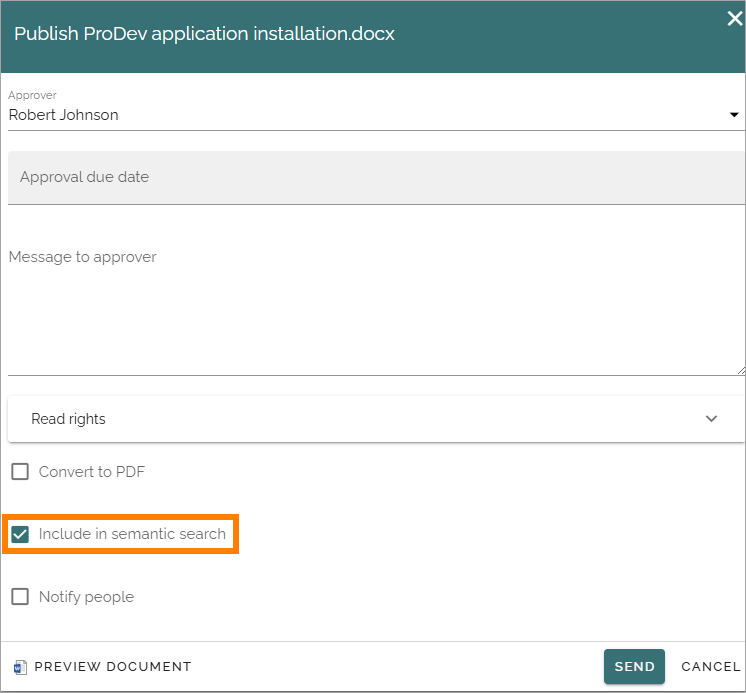 Publish ProDev application installation.docx
Approver
Robert Johnson
Approval due date
Message to approver
Read rights
Convert to PDF
Include in semantic search
Notify people
PREVIEW DOCUMENT
SEND
CANCEL